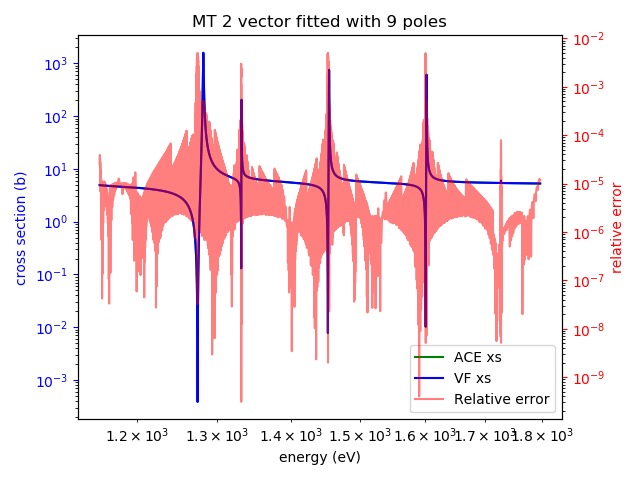 MT 2 vector fitted with 9 poles
cross section (b)
10³
10²
10¹
10⁰
10⁻¹
10⁻²
10⁻³
10⁻²
10⁻³
10⁻⁴
10⁻⁵
10⁻⁶
10⁻⁷
10⁻⁸
10⁻⁹
relative error
ACE xs
VF xs
Relative error
1.2 × 10³ 1.3 × 10³ 1.4 × 10³ 1.5 × 10³ 1.6 × 10³ 1.7 × 10³ 1.8 × 10³
energy (eV)